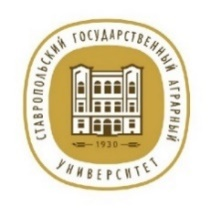 СТАВРОПОЛЬСКИЙ ГОСУДАРСТВЕННЫЙ АГРАРНЫЙ
1930
УНИВЕРСИТЕТ